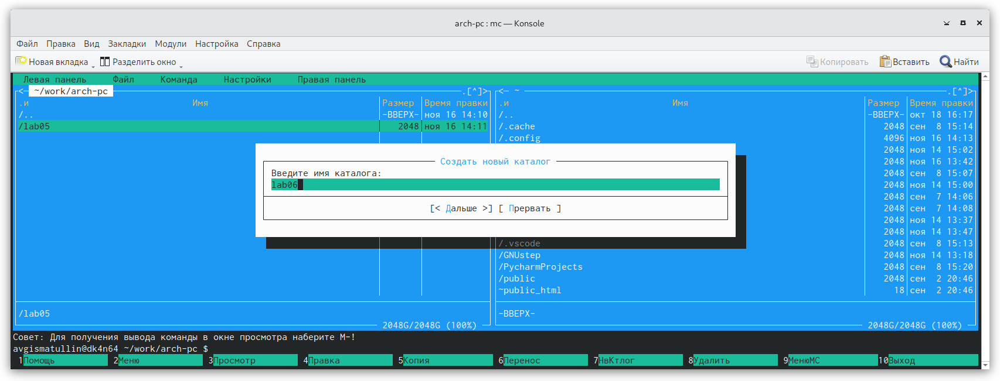 arch-pc : mc — Konsole
Файл Правка Вид Закладки Модули Настройка Справка
Новая вкладка Разделить окно Копировать Вставить Найти
Левая панель Файл Команда Настройки Правая панель
<─ ~/work/arch-pc .[^]> <─ ~ .[^]>
.и Имя Размер Время правки .и Имя Размер Время правки
/.. -ВВЕРХ- ноя 16 14:10 /.. -ВВЕРХ- окт 18 16:17
/lab05 2048 ноя 16 14:11 /.cache 2048 сен 8 15:14
/.config 4096 ноя 16 14:13
2048 ноя 14 15:02
Создать новый каталог 2048 ноя 16 13:42
Введите имя каталога: 2048 сен 8 15:07
lab06 2048 ноя 14 15:00
2048 сен 7 14:06
[< Дальше >] [ Прервать ] 2048 сен 7 14:08
2048 ноя 14 13:37
2048 ноя 14 13:47
/.vscode 2048 сен 8 15:13
/GNUstep 2048 ноя 14 13:18
/PycharmProjects 2048 сен 8 15:20
/public 2048 сен 2 20:46
~public_html 18 сен 2 20:46
/lab05 -ВВЕРХ-
2048G/2048G (100%) 2048G/2048G (100%)
Совет: Для получения вывода команды в окне просмотра наберите M-!
avgismatullin@dk4n64 ~/work/arch-pc $
1Помощь 2Меню 3Просмотр 4Правка 5Копия 6Перенос 7НвКтлог 8Удалить 9МенюMC 10Выход